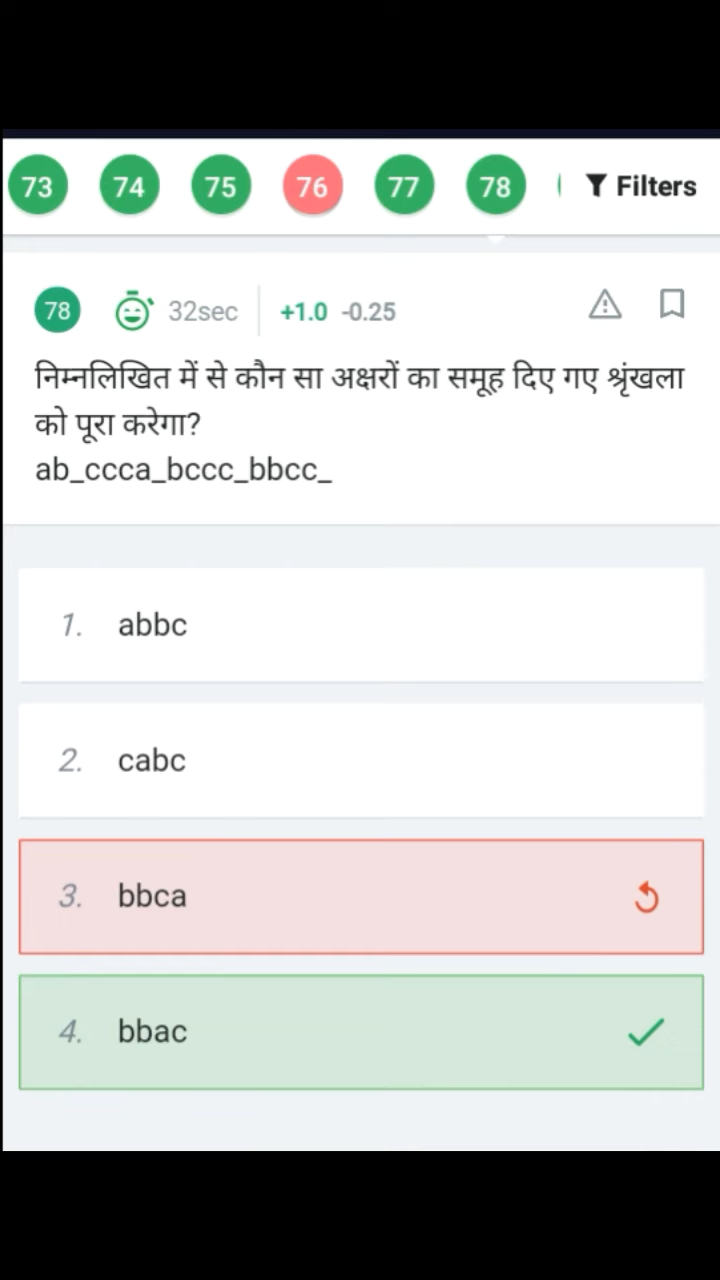 73 74 75 76 77 78 Filters
78 32sec +1.0 -0.25
निम्नलिखित में से कौन सा अक्षरों का समूह दिए गए श्रृंखला
को पूरा करेगा?
ab_ccca_bccc_bbcc_
1. abbc
2. cabc
3. bbca
4. bbac